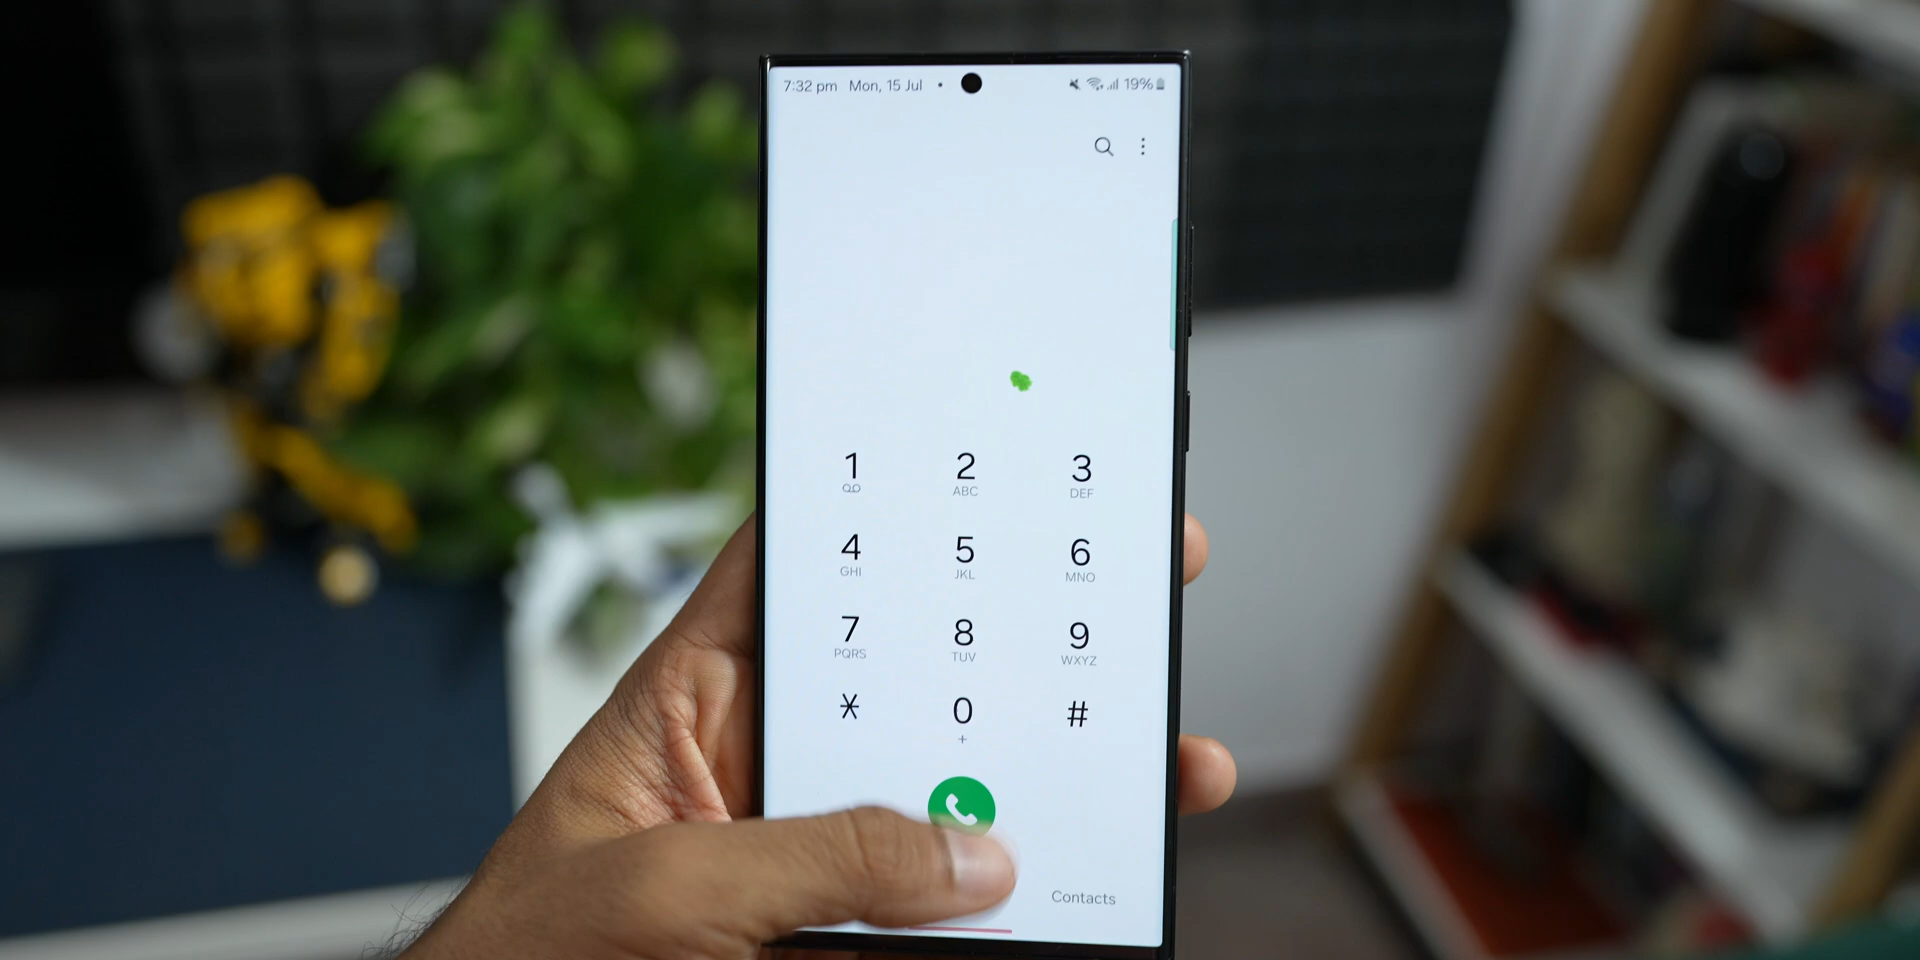 7:32 pm Mon, 15 Jul • 19%
1 2 3
ABC DEF
4 5 6
GHI JKL MNO
7 8 9
PQRS TUV WXYZ
* 0 #
+
Contacts